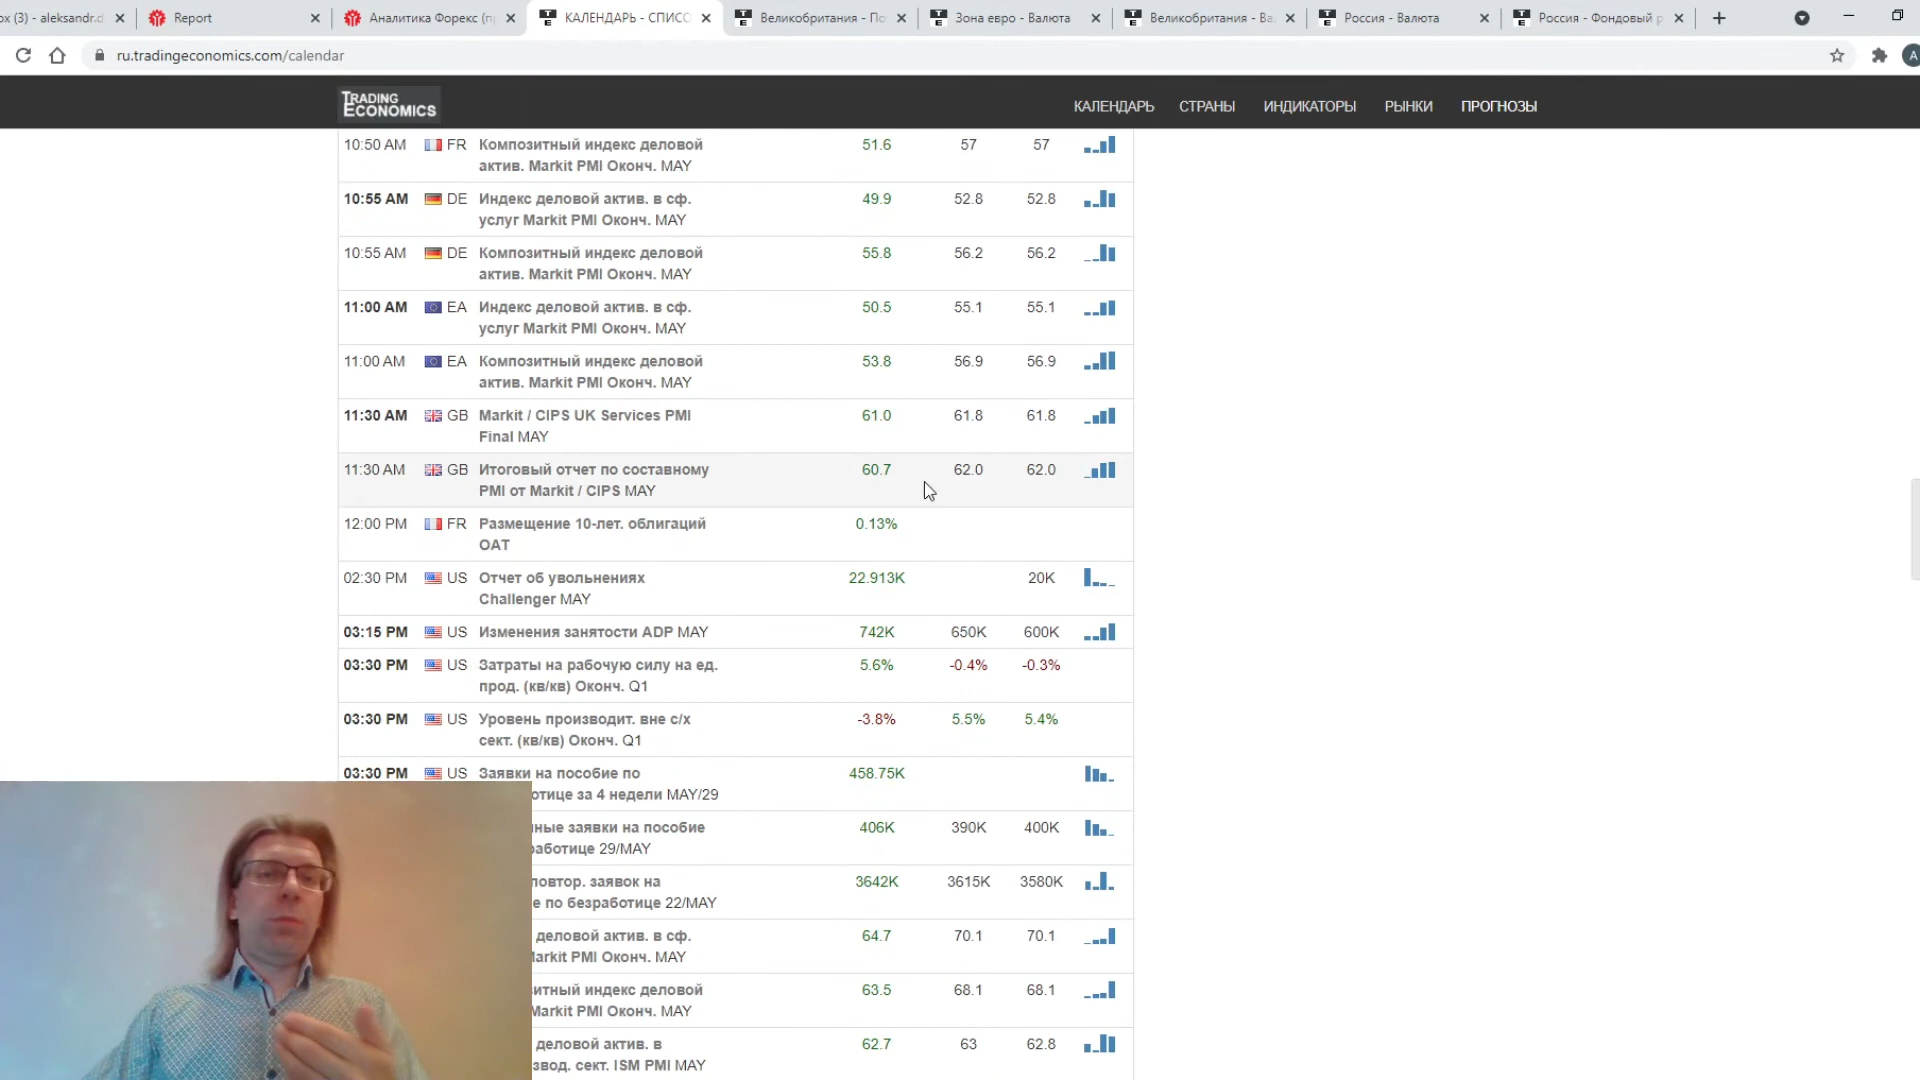 ox (3) - aleksandr.d
Report
Аналитика Форекс (п
КАЛЕНДАРЬ - СПИСО
Великобритания - По
Зона евро - Валюта
Великобритания - Ва
Россия - Валюта
Россия - Фондовый р
ru.tradingeconomics.com/calendar
A
TRADING
ECONOMICS
КАЛЕНДАРЬ СТРАНЫ ИНДИКАТОРЫ РЫНКИ ПРОГНОЗЫ
10:50 AM FR Композитный индекс деловой 51.6 57 57
актив. Markit PMI Оконч. MAY
10:55 AM DE Индекс деловой актив. в сф. 49.9 52.8 52.8
услуг Markit PMI Оконч. MAY
10:55 AM DE Композитный индекс деловой 55.8 56.2 56.2
актив. Markit PMI Оконч. MAY
11:00 AM EA Индекс деловой актив. в сф. 50.5 55.1 55.1
услуг Markit PMI Оконч. MAY
11:00 AM EA Композитный индекс деловой 53.8 56.9 56.9
актив. Markit PMI Оконч. MAY
11:30 AM GB Markit / CIPS UK Services PMI 61.0 61.8 61.8
Final MAY
11:30 AM GB Итоговый отчет по составному 60.7 62.0 62.0
PMI от Markit / CIPS MAY
12:00 PM FR Размещение 10-лет. облигаций 0.13%
OAT
02:30 PM US Отчет об увольнениях 22.913K 20K
Challenger MAY
03:15 PM US Изменения занятости ADP MAY 742K 650K 600K
03:30 PM US Затраты на рабочую силу на ед. 5.6% -0.4% -0.3%
прод. (кв/кв) Оконч. Q1
03:30 PM US Уровень производит. вне с/х -3.8% 5.5% 5.4%
сект. (кв/кв) Оконч. Q1
03:30 PM US Заявки на пособие по 458.75K
отице за 4 недели MAY/29
ные заявки на пособие 406K 390K 400K
работице 29/MAY
повтор. заявок на 3642K 3615K 3580K
е по безработице 22/MAY
деловой актив. в сф. 64.7 70.1 70.1
Markit PMI Оконч. MAY
зитный индекс деловой 63.5 68.1 68.1
Markit PMI Оконч. MAY
деловой актив. в 62.7 63 62.8
звод. сект. ISM PMI MAY